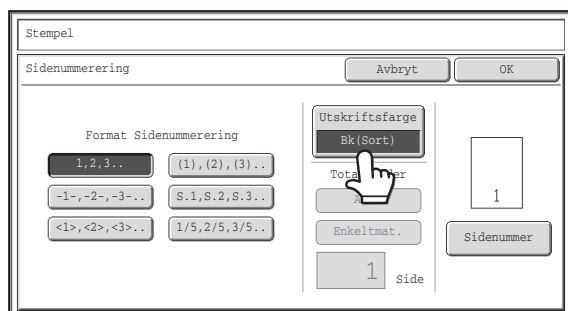 Stempel
Sidenummerering
Avbryt
OK
Format Sidenummerering
1,2,3..
(1),(2),(3)..
-1-,-2-,-3-..
S.1,S.2,S.3..
<1>,<2>,<3>..
1/5,2/5,3/5..
Utskriftsfarge
Bk(Sort)
Enkeltmat.
1 Side
1
Sidenummer